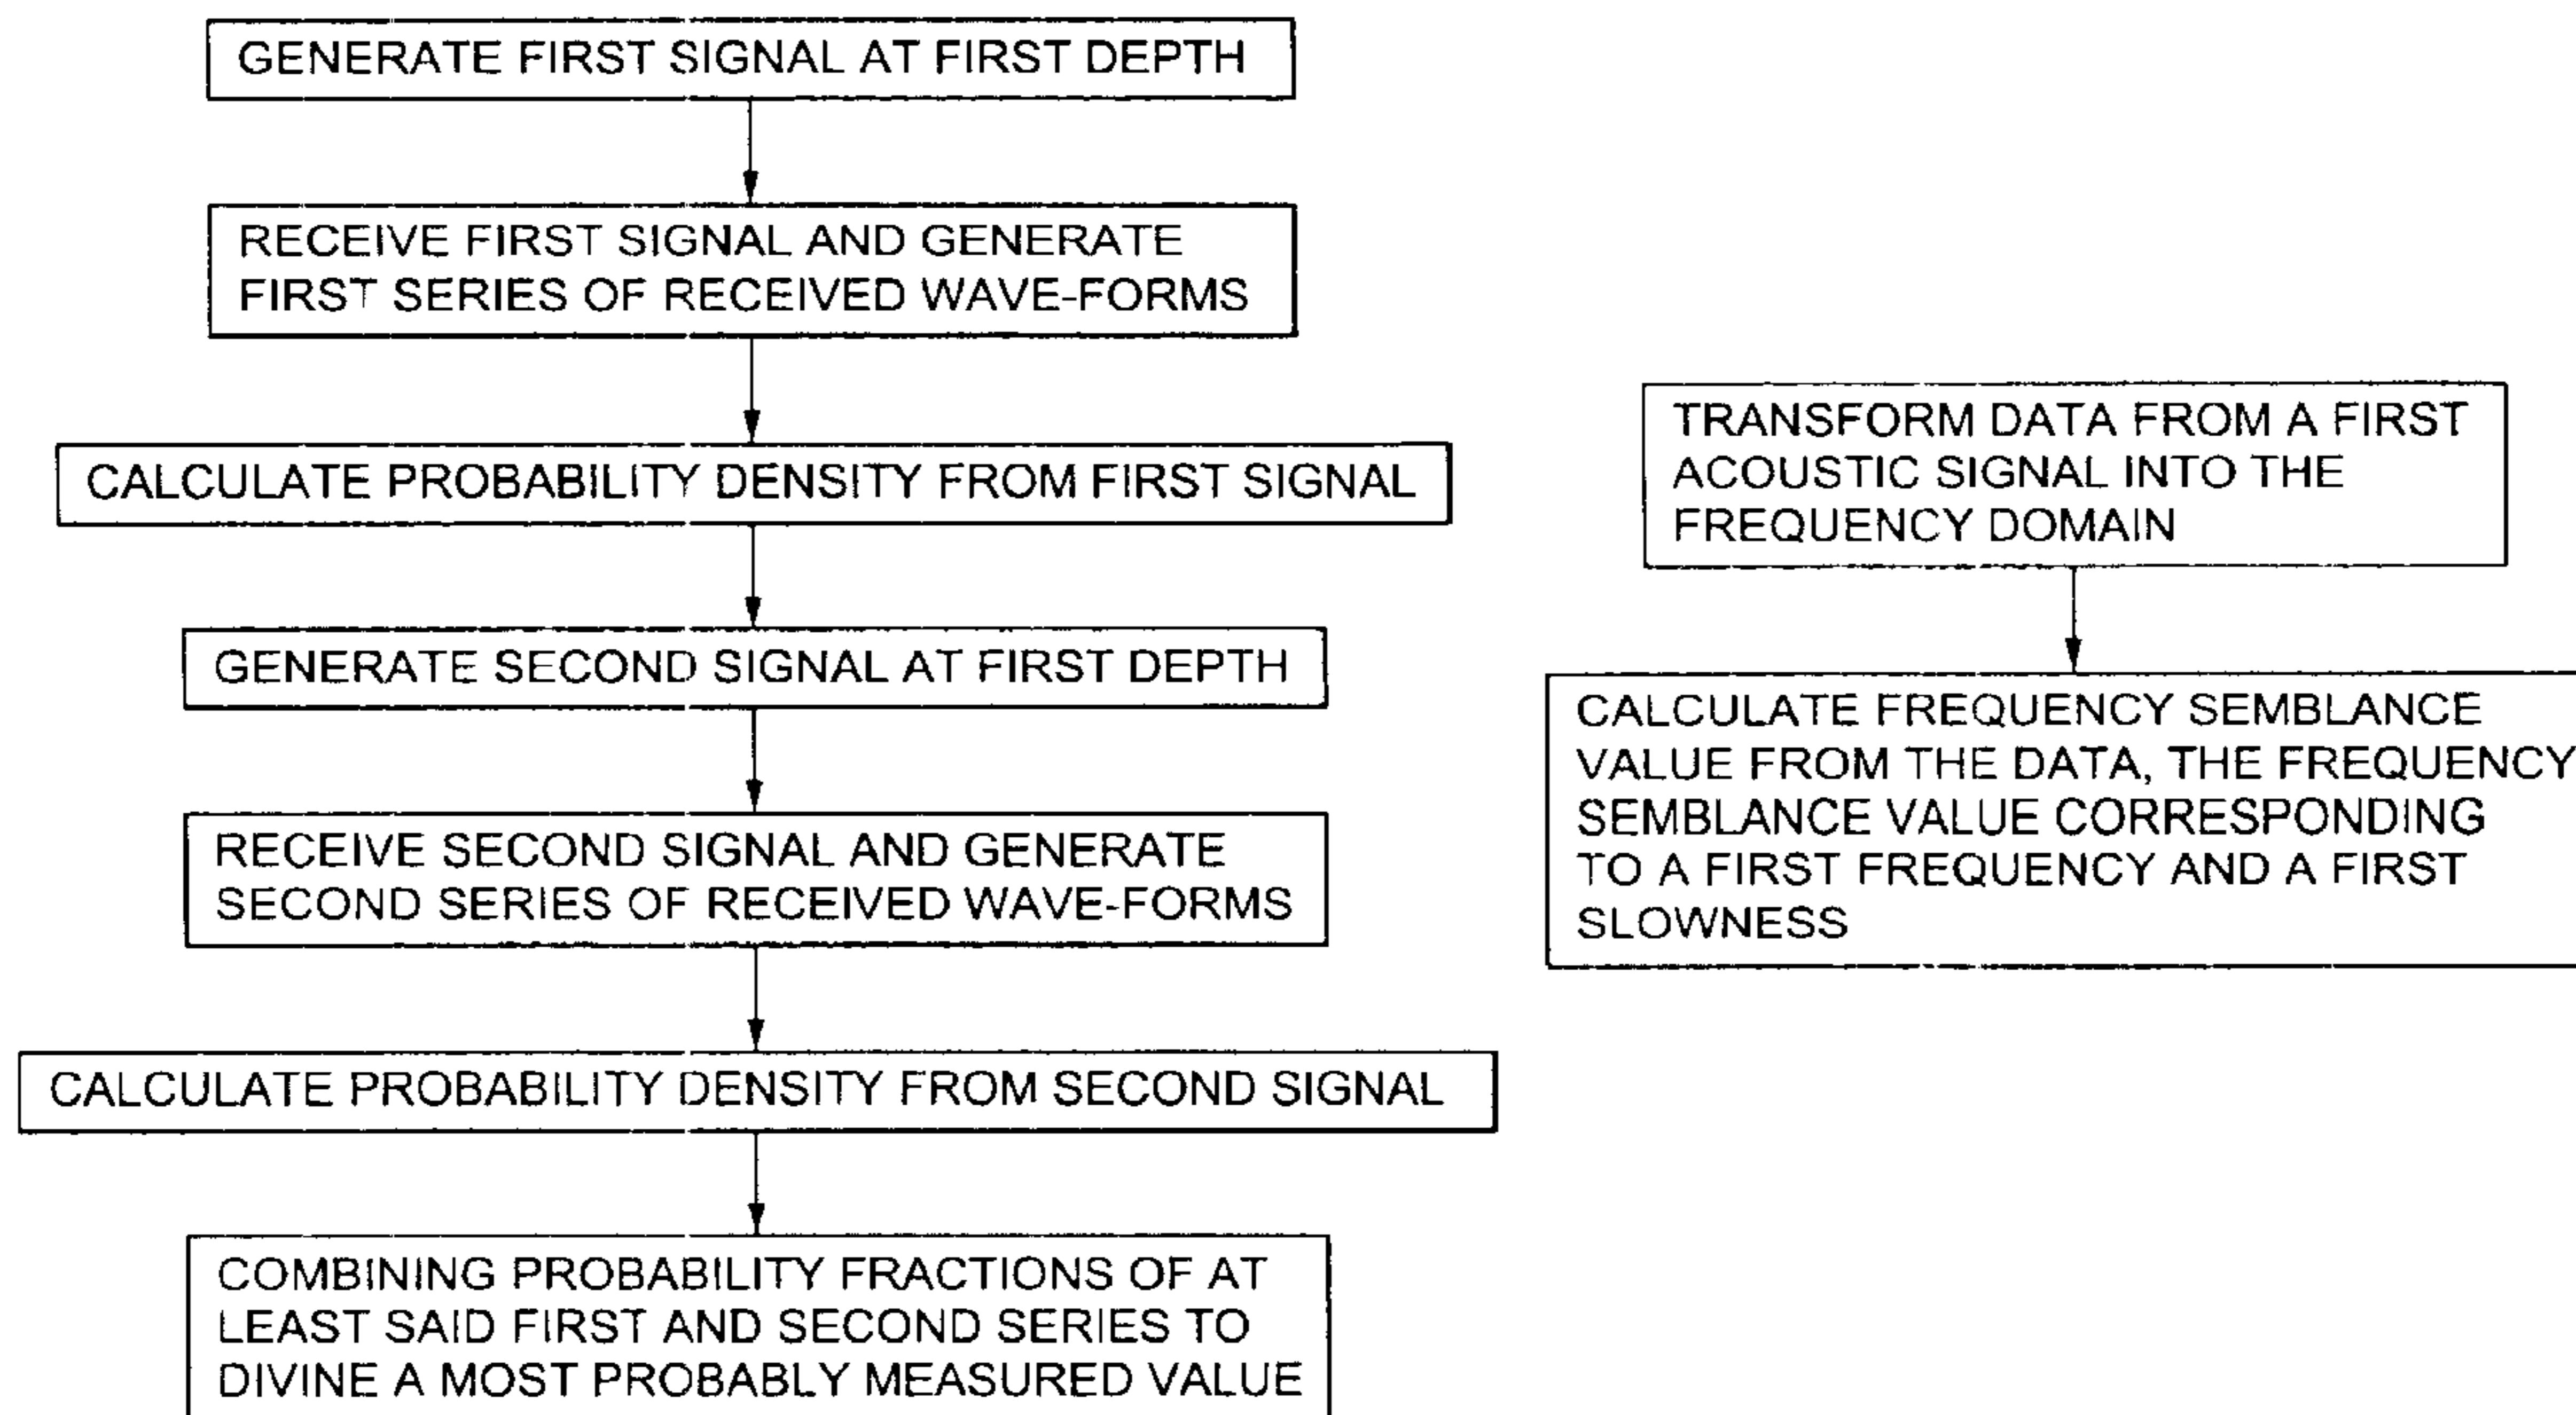 GENERATE FIRST SIGNAL AT FIRST DEPTH
RECEIVE FIRST SIGNAL AND GENERATE
FIRST SERIES OF RECEIVED WAVE-FORMS
CALCULATE PROBABILITY DENSITY FROM FIRST SIGNAL
GENERATE SECOND SIGNAL AT FIRST DEPTH
RECEIVE SECOND SIGNAL AND GENERATE
SECOND SERIES OF RECEIVED WAVE-FORMS
CALCULATE PROBABILITY DENSITY FROM SECOND SIGNAL
COMBINING PROBABILITY FRACTIONS OF AT
LEAST SAID FIRST AND SECOND SERIES TO
DIVINE A MOST PROBABLY MEASURED VALUE
TRANSFORM DATA FROM A FIRST
ACOUSTIC SIGNAL INTO THE
FREQUENCY DOMAIN
CALCULATE FREQUENCY SEMBLANCE
VALUE FROM THE DATA, THE FREQUENCY
SEMBLANCE VALUE CORRESPONDING
TO A FIRST FREQUENCY AND A FIRST
SLOWNESS